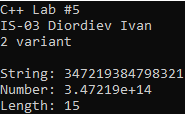 C++ Lab #5
IS-03 Diordiev Ivan
2 variant
String: 347219384798321
Number: 3.47219e+14
Length: 15